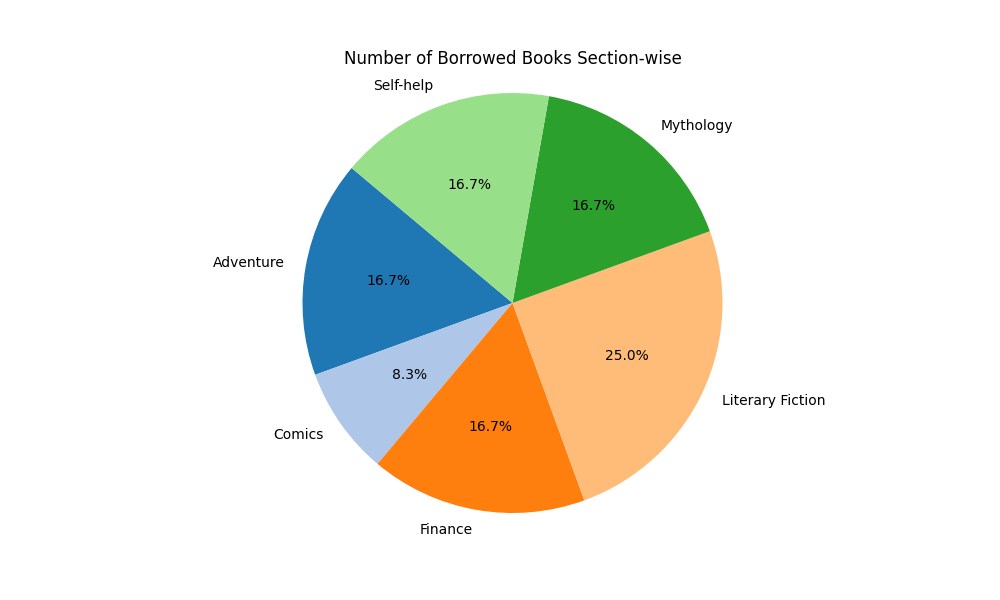 Number of Borrowed Books Section-wise
Self-help
Mythology
16.7%
16.7%
Adventure
16.7%
25.0%
8.3%
Literary Fiction
16.7%
Comics
Finance